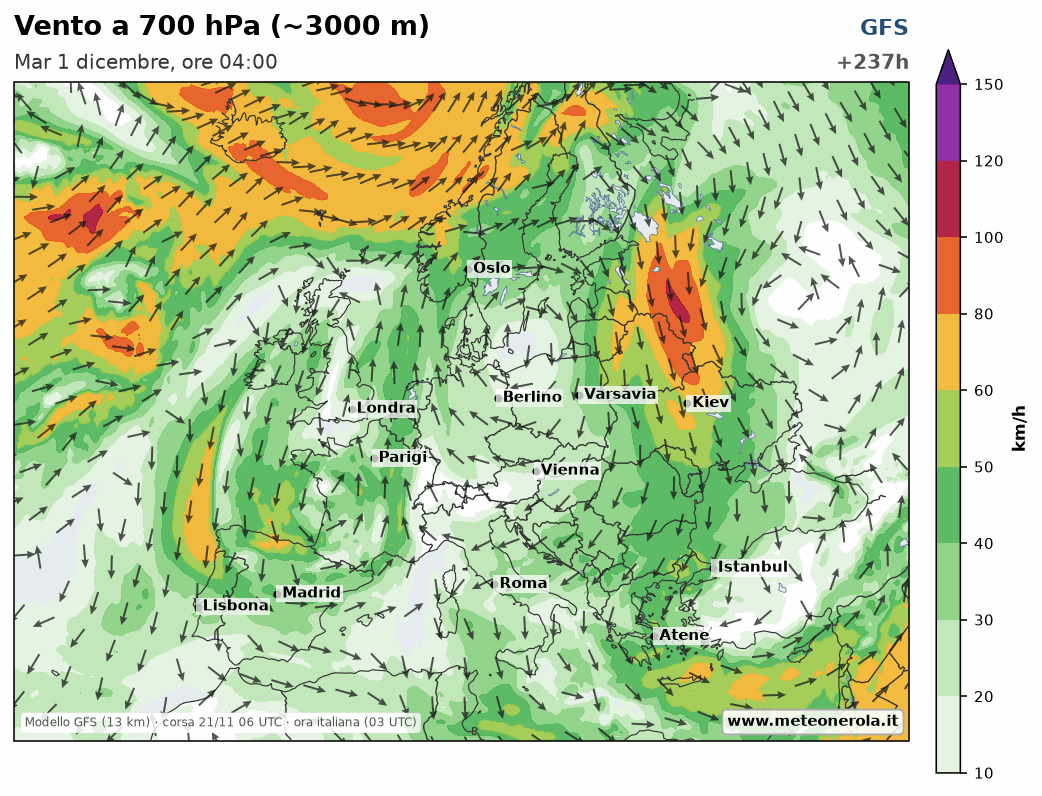 Vento a 700 hPa (~3000 m)
GFS
Mar 1 dicembre, ore 04:00
+237h
150
120
100
80
60
50
40
30
20
10
km/h
Oslo
Berlino
Varsavia
Kiev
Londra
Parigi
Vienna
Istanbul
Roma
Madrid
Lisbona
Atene
Modello GFS (13 km) · corsa 21/11 06 UTC · ora italiana (03 UTC)
www.meteonerola.it